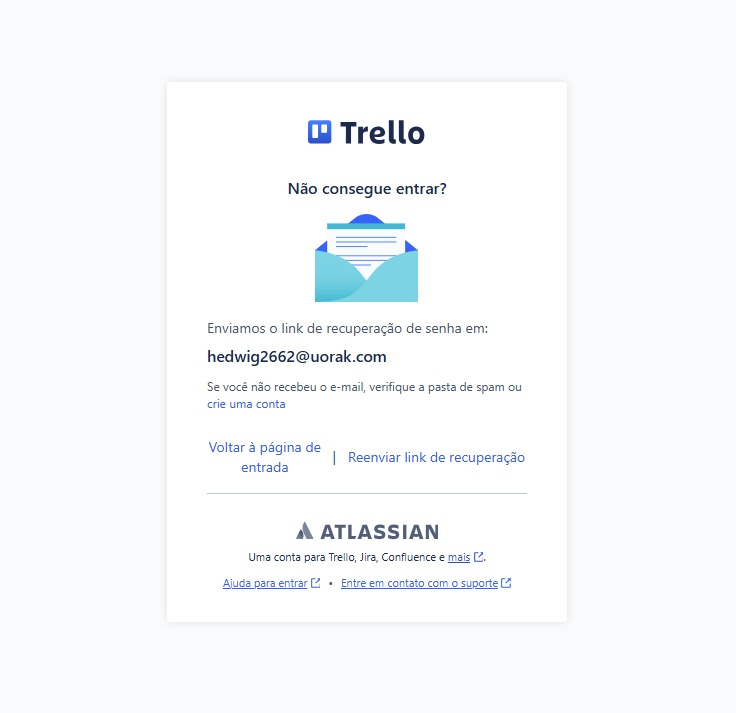 Trello
Não consegue entrar?
Enviamos o link de recuperação de senha em:
hedwig2662@uorak.com
Se você não recebeu o e-mail, verifique a pasta de spam ou
crie uma conta
Voltar à página de
entrada
|
Reenviar link de recuperação
ATLASSIAN
Uma conta para Trello, Jira, Confluence e mais.
Ajuda para entrar • Entre em contato com o suporte